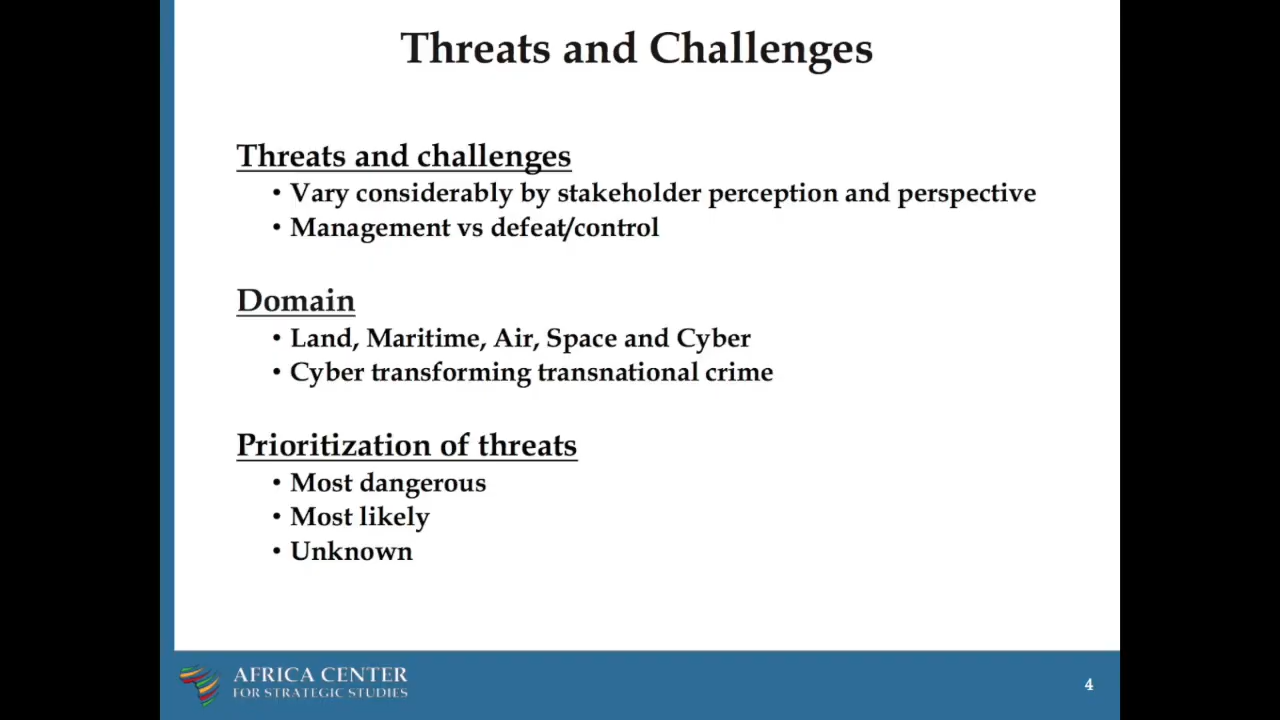 Threats and Challenges
Threats and challenges
• Vary considerably by stakeholder perception and perspective
• Management vs defeat/control
Domain
• Land, Maritime, Air, Space and Cyber
• Cyber transforming transnational crime
Prioritization of threats
• Most dangerous
• Most likely
• Unknown
AFRICA CENTER
FOR STRATEGIC STUDIES
4